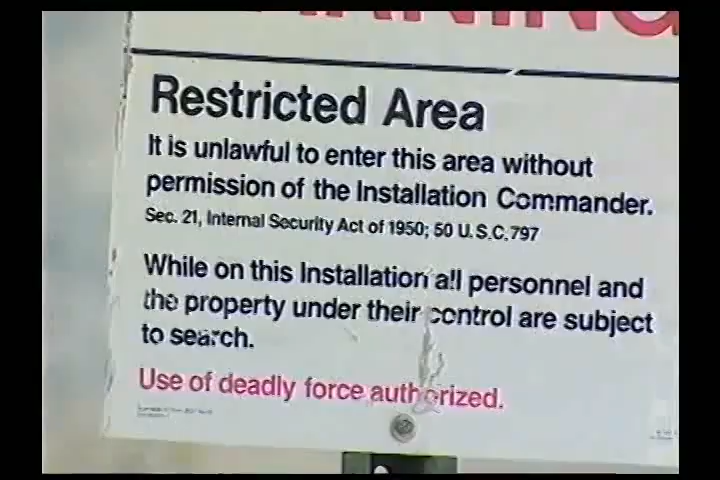 WARNING
Restricted Area
It is unlawful to enter this area without
permission of the Installation Commander.
Sec. 21, Internal Security Act of 1950; 50 U.S.C. 797
While on this Installation all personnel and
the property under their control are subject
to search.
Use of deadly force authorized.